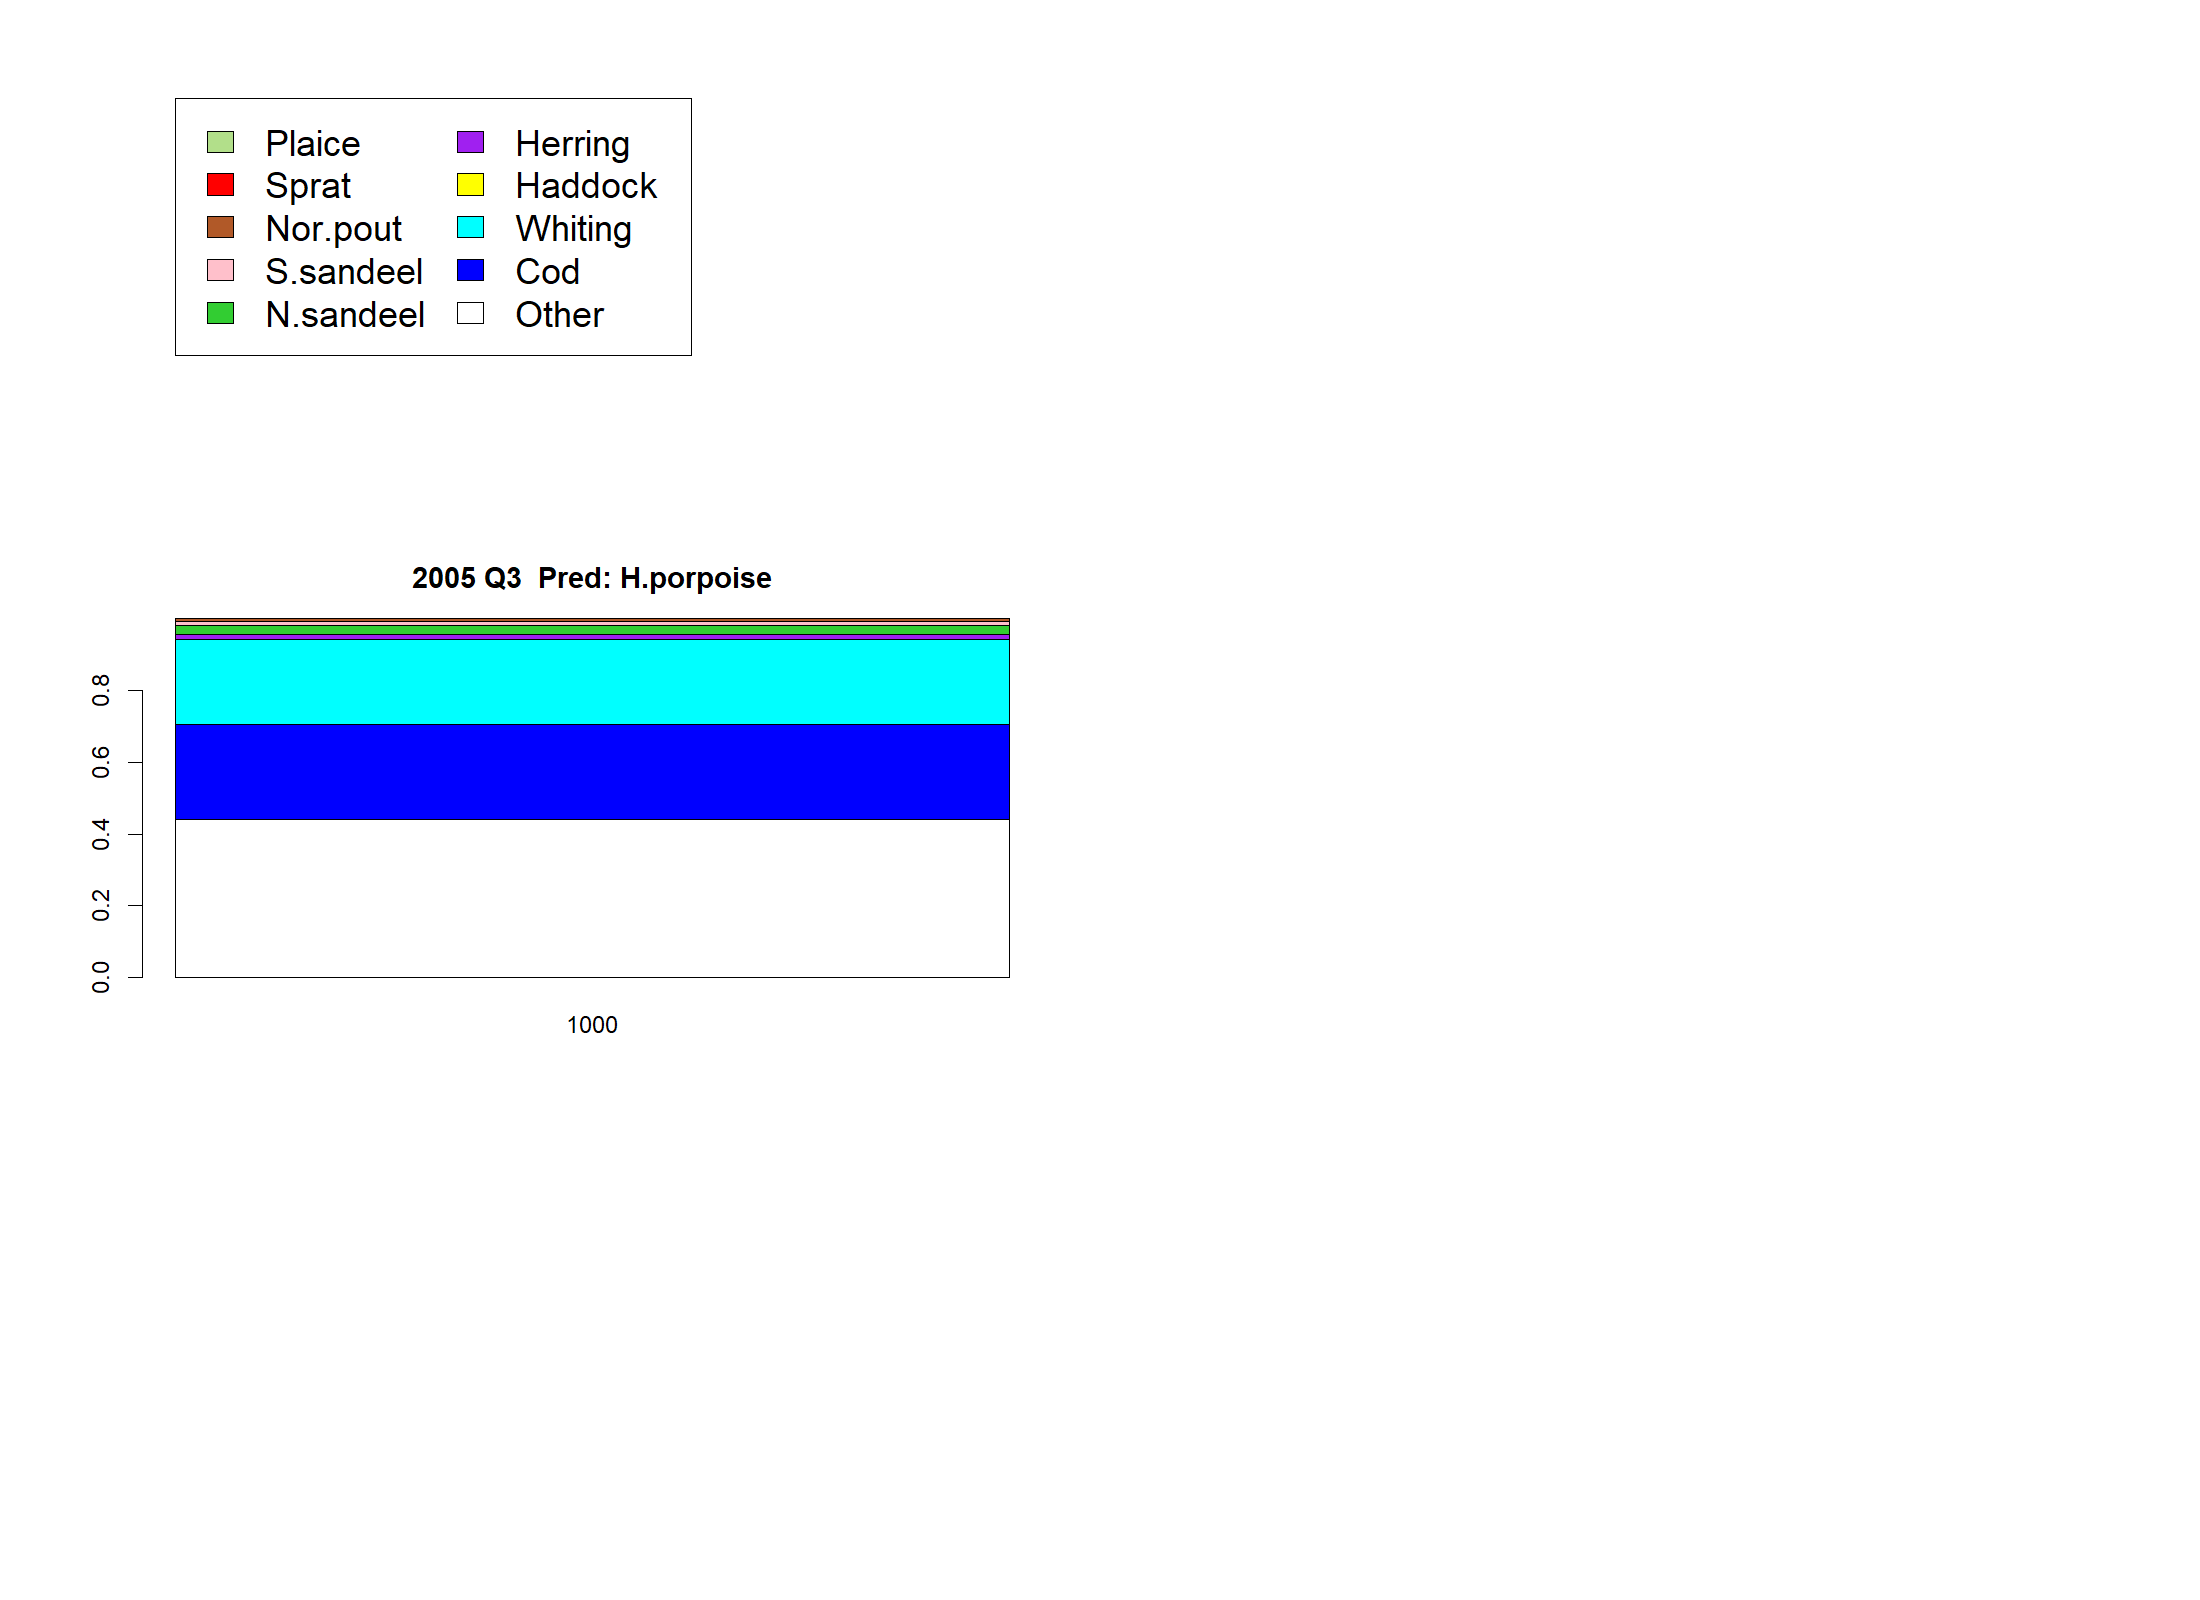 Plaice Herring
Sprat Haddock
Nor.pout Whiting
S.sandeel Cod
N.sandeel Other
2005 Q3  Pred: H.porpoise
0.8
0.6
0.4
0.2
0.0
1000